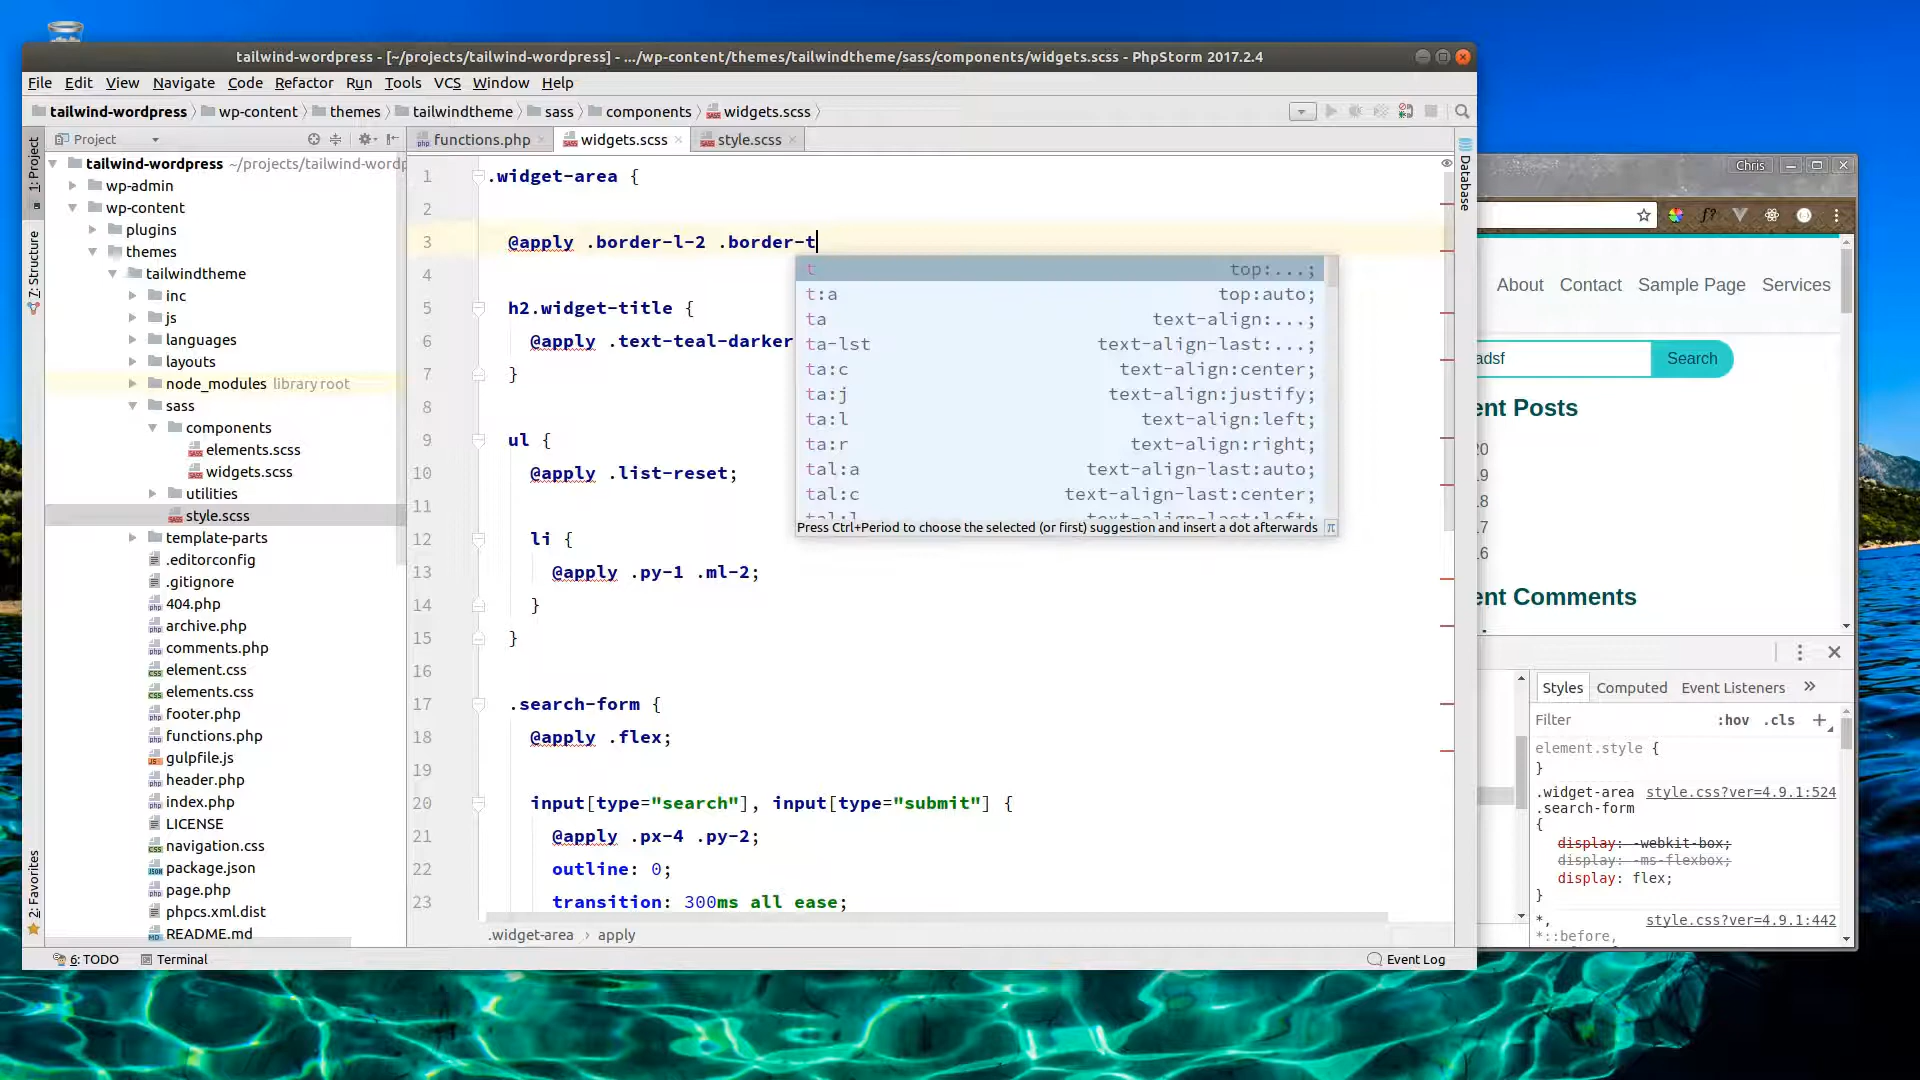 tailwind-wordpress - [~/projects/tailwind-wordpress] - .../wp-content/themes/tailwindtheme/sass/components/widgets.scss - PhpStorm 2017.2.4
File Edit View Navigate Code Refactor Run Tools VCS Window Help
tailwind-wordpress wp-content themes tailwindtheme sass components widgets.scss
Project
functions.php widgets.scss style.scss
1: Project
7: Structure
2: Favorites
tailwind-wordpress ~/projects/tailwind-wordp
wp-admin
wp-content
plugins
themes
tailwindtheme
inc
js
languages
layouts
node_modules library root
sass
components
elements.scss
widgets.scss
utilities
style.scss
template-parts
.editorconfig
.gitignore
404.php
archive.php
comments.php
element.css
elements.css
footer.php
functions.php
gulpfile.js
header.php
index.php
LICENSE
navigation.css
package.json
page.php
phpcs.xml.dist
README.md
1 .widget-area {
2
3 @apply .border-l-2 .border-t
4
5 h2.widget-title {
6 @apply .text-teal-darker
7 }
8
9 ul {
10 @apply .list-reset;
11
12 li {
13 @apply .py-1 .ml-2;
14 }
15 }
16
17 .search-form {
18 @apply .flex;
19
20 input[type="search"], input[type="submit"] {
21 @apply .px-4 .py-2;
22 outline: 0;
23 transition: 300ms all ease;
t top:...;
t:a top:auto;
ta text-align:...;
ta-lst text-align-last:...;
ta:c text-align:center;
ta:j text-align:justify;
ta:l text-align:left;
ta:r text-align:right;
tal:a text-align-last:auto;
tal:c text-align-last:center;
tal:l text-align-last:left;
Press Ctrl+Period to choose the selected (or first) suggestion and insert a dot afterwards π
.widget-area › apply
6: TODO Terminal Event Log
Database
Chris
f?
About Contact Sample Page Services
adsf Search
ent Posts
20
19
18
17
16
ent Comments
Styles Computed Event Listeners »
Filter :hov .cls +
element.style {
}
.widget-area style.css?ver=4.9.1:524
.search-form
{
display: -webkit-box;
display: -ms-flexbox;
display: flex;
}
*, style.css?ver=4.9.1:442
*::before,